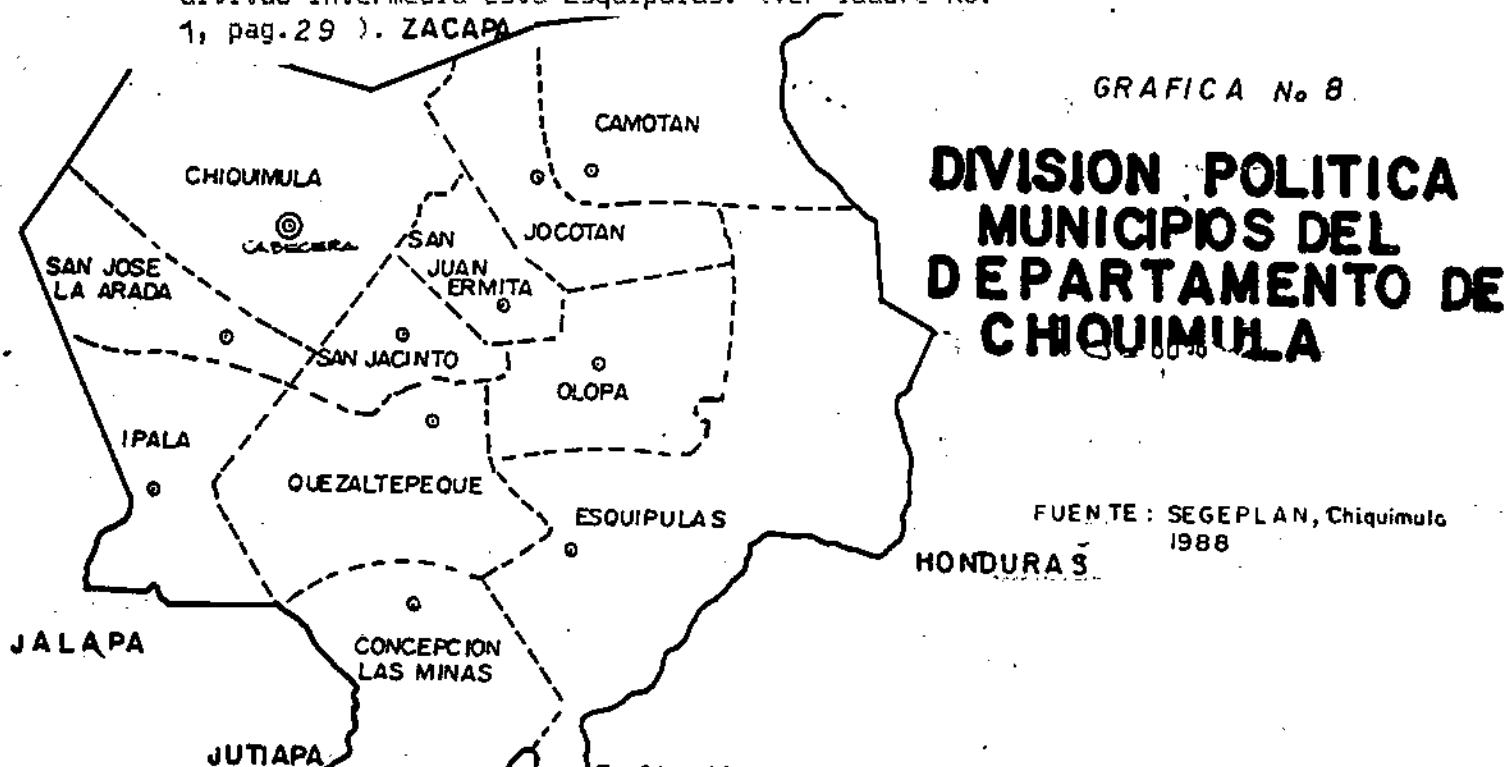 1, pag.29 ). ZACAPA
GRAFICA No 8
DIVISION POLITICA
MUNICIPIOS DEL
DEPARTAMENTO DE
CHIQUIMULA
CAMOTAN
CHIQUIMULA
CABECERA
SAN JOSE
LA ARADA
SAN
JUAN
ERMITA
JOCOTAN
SAN JACINTO
OLOPA
IPALA
QUEZALTEPEQUE
ESQUIPULAS
FUENTE: SEGEPLAN, Chiquimula
1988
HONDURAS
JALAPA
CONCEPCION
LAS MINAS
JUTIAPA